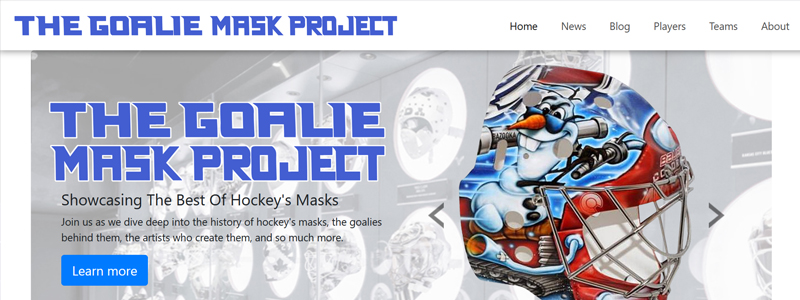 THE GOALIE MASK PROJECT
Home News Blog Players Teams About
THE GOALIE
MASK PROJECT
Showcasing The Best Of Hockey's Masks
Join us as we dive deep into the history of hockey's masks, the goalies
behind them, the artists who create them, and so much more.
Learn more
BAZOOKA